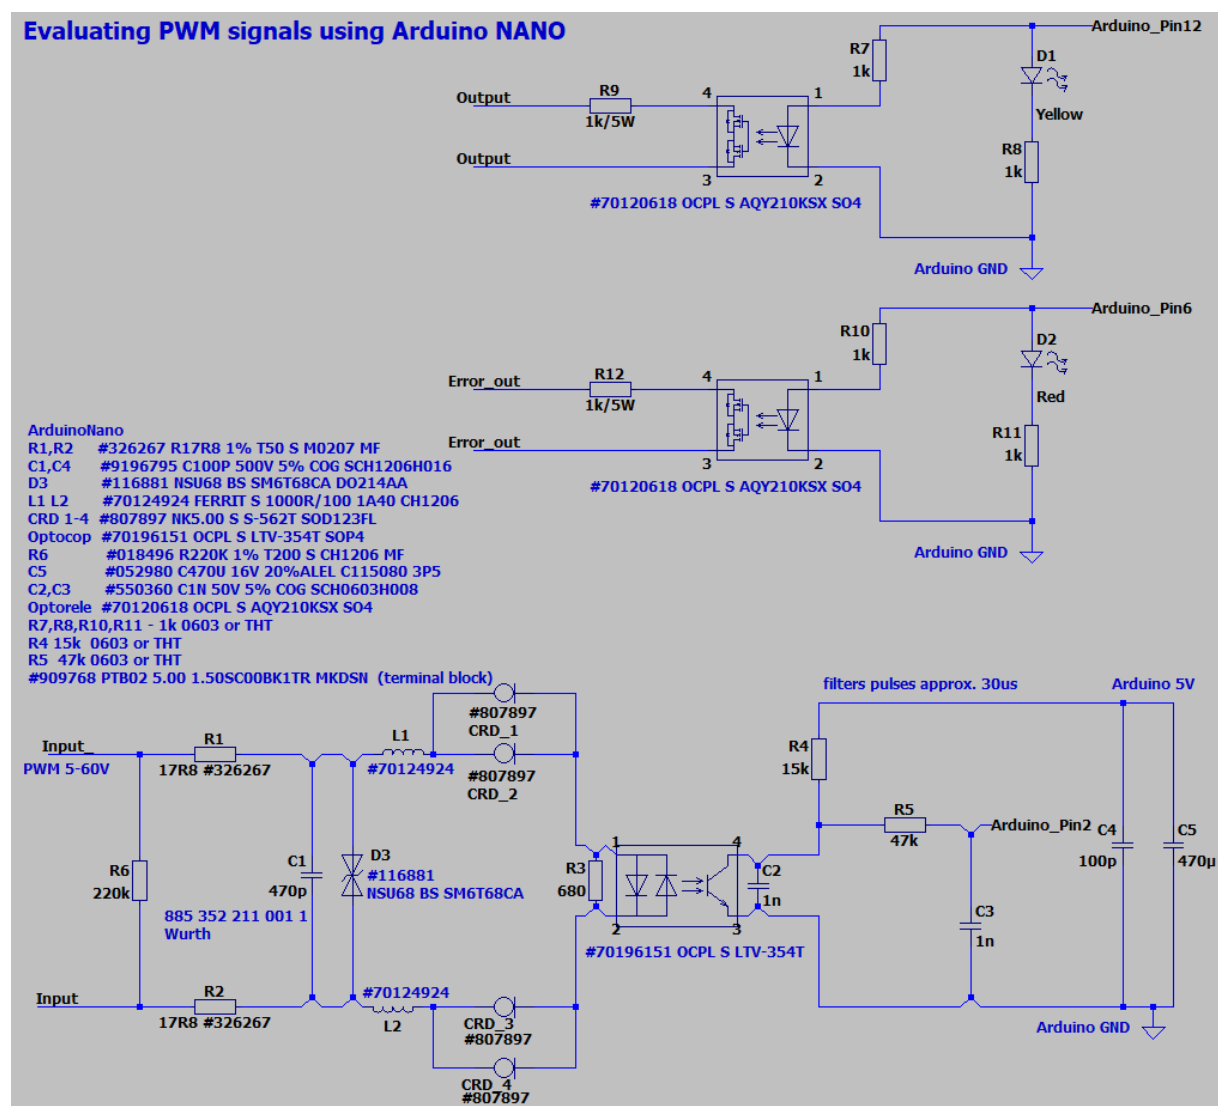 Evaluating PWM signals using Arduino NANO
Arduino_Pin12
R7
1k
D1
Yellow
R8
1k
Output
R9
1k/5W
4
1
Output
3
2
#70120618 OCPL S AQY210KSX SO4
Arduino GND
Arduino_Pin6
R10
1k
D2
Red
R11
1k
Error_out
R12
1k/5W
4
1
Error_out
3
2
#70120618 OCPL S AQY210KSX SO4
Arduino GND
ArduinoNano
R1,R2 #326267 R17R8 1% T50 S M0207 MF
C1,C4 #9196795 C100P 500V 5% COG SCH1206H016
D3 #116881 NSU68 BS SM6T68CA DO214AA
L1 L2 #70124924 FERRIT S 1000R/100 1A40 CH1206
CRD 1-4 #807897 NK5.00 S S-562T SOD123FL
Optocop #70196151 OCPL S LTV-354T SOP4
R6 #018496 R220K 1% T200 S CH1206 MF
C5 #052980 C470U 16V 20%ALEL C115080 3P5
C2,C3 #550360 C1N 50V 5% COG SCH0603H008
Optorele #70120618 OCPL S AQY210KSX SO4
R7,R8,R10,R11 - 1k 0603 or THT
R4 15k 0603 or THT
R5 47k 0603 or THT
#909768 PTB02 5.00 1.50SC00BK1TR MKDSN (terminal block)
#807897
CRD_1
Input_
PWM 5-60V
R1
17R8 #326267
L1
#70124924
#807897
CRD_2
R6
220k
C1
470p
885 352 211 001 1
Wurth
D3
#116881
NSU68 BS SM6T68CA
Input
R2
17R8 #326267
#70124924
L2
CRD_3
#807897
CRD_4
#807897
R3
680
1
4
2
3
#70196151 OCPL S LTV-354T
C2
1n
filters pulses approx. 30us
Arduino 5V
R4
15k
R5
47k
Arduino_Pin2
C3
1n
C4
100p
C5
470µ
Arduino GND